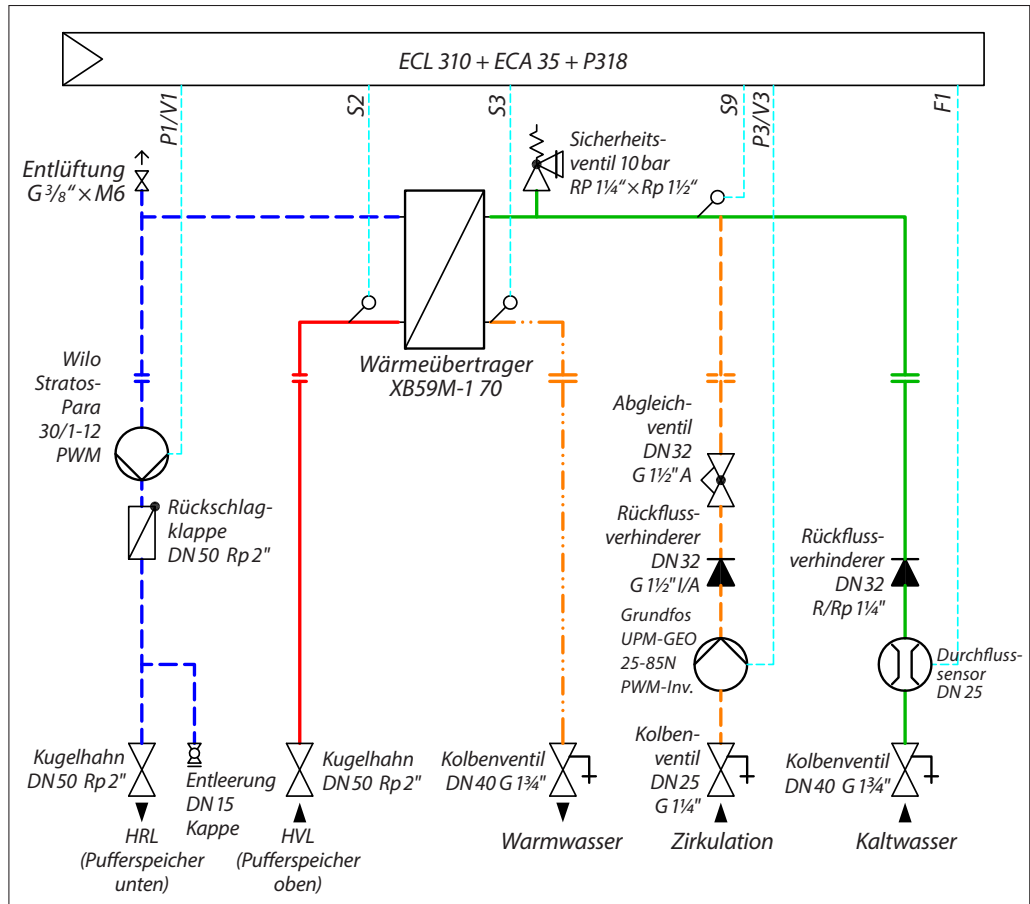 ECL 310 + ECA 35 + P318
P1/V1
S2
S3
S9
P3/V3
F1
Entlüftung
G 3/8“ × M6
Sicherheits-
ventil 10 bar
RP 1¼“ × Rp 1½“
Wärmeübertrager
XB59M-1 70
Wilo
Stratos-
Para
30/1-12
PWM
Rückschlag-
klappe
DN 50 Rp 2"
Abgleich-
ventil
DN 32
G 1½" A
Rückfluss-
verhinderer
DN 32
G 1½" I/A
Rückfluss-
verhinderer
DN 32
R/Rp 1¼"
Grundfos
UPM-GEO
25-85N
PWM-Inv.
Durchfluss-
sensor
DN 25
Kugelhahn
DN 50 Rp 2"
Entleerung
DN 15
Kappe
Kugelhahn
DN 50 Rp 2"
Kolbenventil
DN 40 G 1¾"
Kolben-
ventil
DN 25
G 1¼"
Kolbenventil
DN 40 G 1¾"
HRL
(Pufferspeicher
unten)
HVL
(Pufferspeicher
oben)
Warmwasser
Zirkulation
Kaltwasser